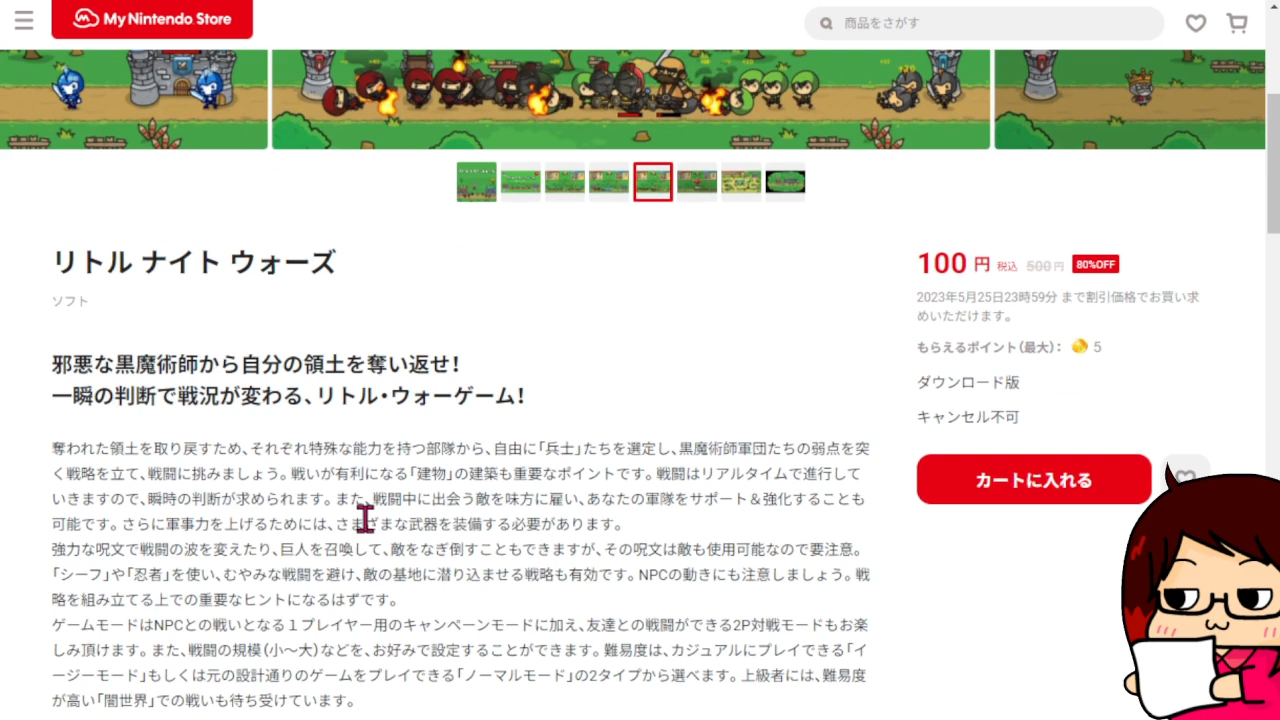 My Nintendo Store
商品をさがす
リトル ナイト ウォーズ
ソフト
100 円 税込 500円 80%OFF
2023年5月25日23時59分 まで割引価格でお買い求
めいただけます。
もらえるポイント(最大): 5
ダウンロード版
キャンセル不可
カートに入れる
邪悪な黒魔術師から自分の領土を奪い返せ!
一瞬の判断で戦況が変わる、リトル・ウォーゲーム!
奪われた領土を取り戻すため、それぞれ特殊な能力を持つ部隊から、自由に「兵士」たちを選定し、黒魔術師軍団たちの弱点を突
く戦略を立て、戦闘に挑みましょう。戦いが有利になる「建物」の建築も重要なポイントです。戦闘はリアルタイムで進行して
いきますので、瞬時の判断が求められます。また、戦闘中に出会う敵を味方に雇い、あなたの軍隊をサポート＆強化することも
可能です。さらに軍事力を上げるためには、さまざまな武器を装備する必要があります。
強力な呪文で戦闘の波を変えたり、巨人を召喚して、敵をなぎ倒すこともできますが、その呪文は敵も使用可能なので要注意。
「シーフ」や「忍者」を使い、むやみな戦闘を避け、敵の基地に潜り込ませる戦略も有効です。NPCの動きにも注意しましょう。戦
略を組み立てる上での重要なヒントになるはずです。
ゲームモードはNPCとの戦いとなる１プレイヤー用のキャンペーンモードに加え、友達との戦闘ができる2P対戦モードもお楽
しみ頂けます。また、戦闘の規模(小～大)などを、お好みで設定することができます。難易度は、カジュアルにプレイできる「イ
ージーモード」もしくは元の設計通りのゲームをプレイできる「ノーマルモード」の2タイプから選べます。上級者には、難易度
が高い「闇世界」での戦いも待ち受けています。